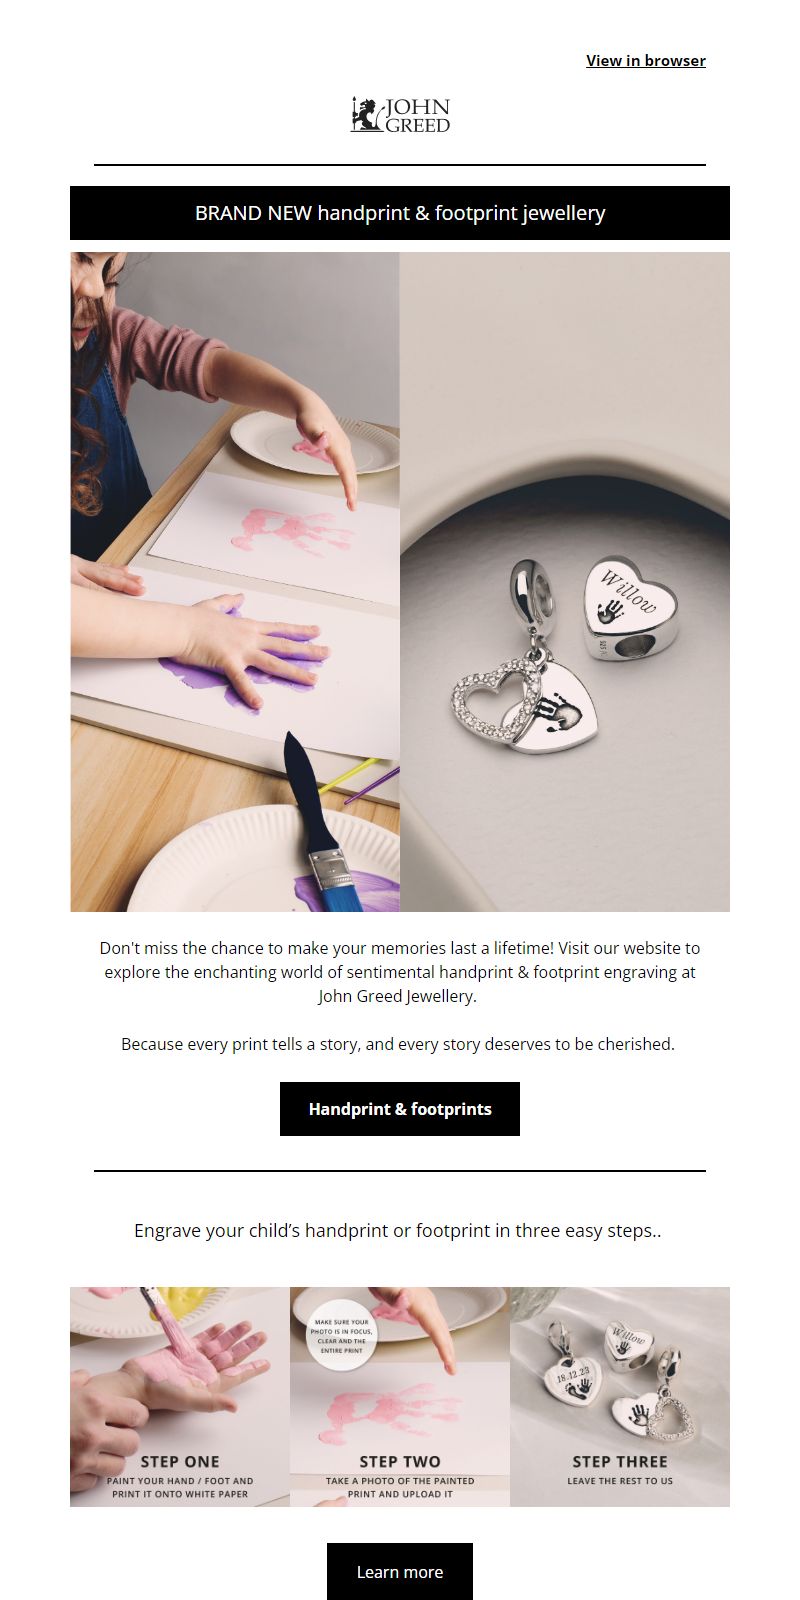 View in browser
JOHN
GREED
BRAND NEW handprint & footprint jewellery
Willow
Don't miss the chance to make your memories last a lifetime! Visit our website to
explore the enchanting world of sentimental handprint & footprint engraving at
John Greed Jewellery.
Because every print tells a story, and every story deserves to be cherished.
Handprint & footprints
Engrave your child’s handprint or footprint in three easy steps..
STEP ONE
PAINT YOUR HAND / FOOT AND
PRINT IT ONTO WHITE PAPER
MAKE SURE YOUR
PHOTO IS IN FOCUS,
CLEAR AND THE
ENTIRE PRINT
STEP TWO
TAKE A PHOTO OF THE PAINTED
PRINT AND UPLOAD IT
Willow
18.12.23
STEP THREE
LEAVE THE REST TO US
Learn more